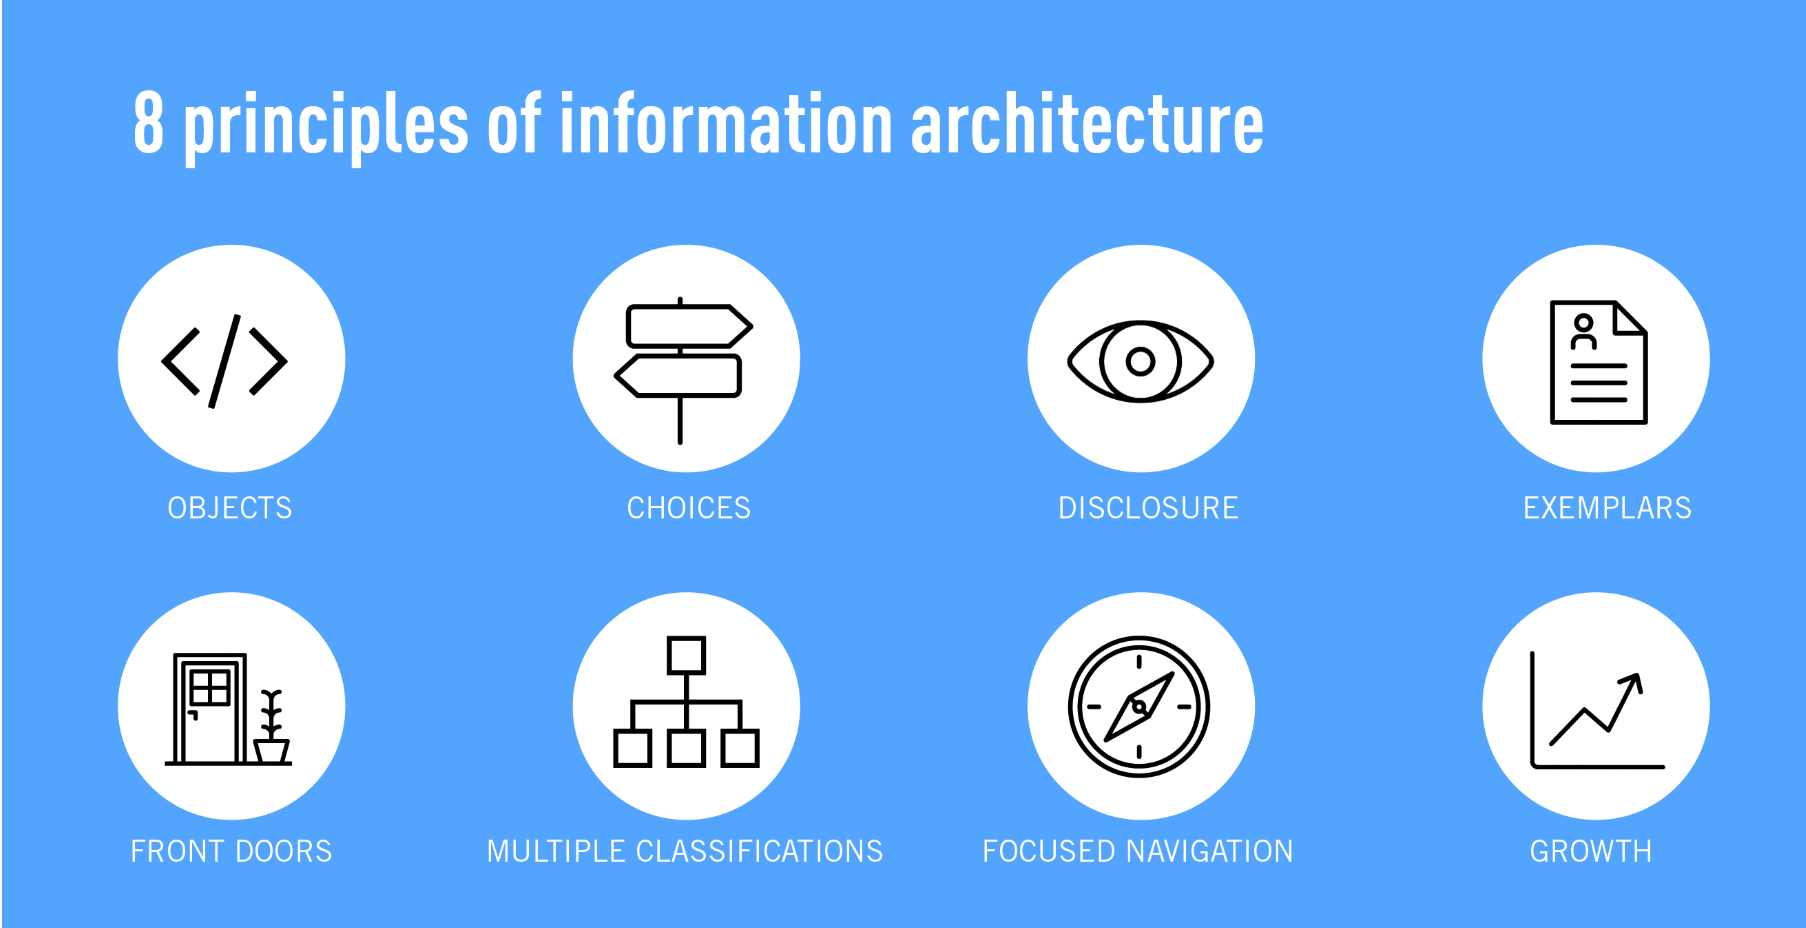 8 principles of information architecture
OBJECTS
CHOICES
DISCLOSURE
EXEMPLARS
FRONT DOORS
MULTIPLE CLASSIFICATIONS
FOCUSED NAVIGATION
GROWTH